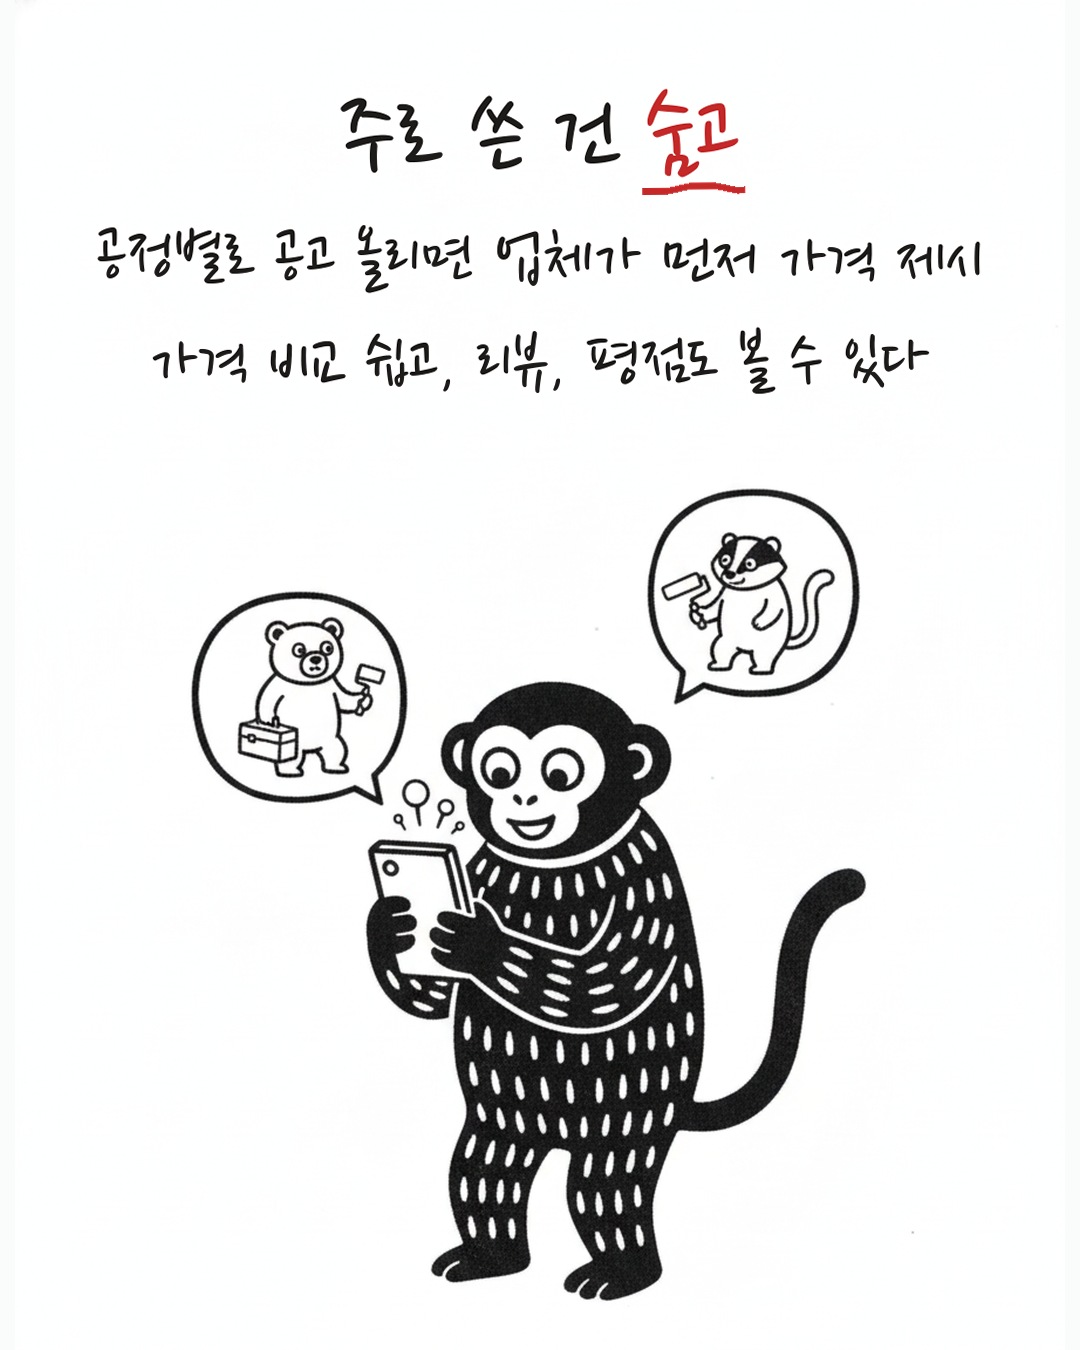 주로 쓴 건 숨고
공정별로 공고 올리면 업체가 먼저 가격 제시
가격 비교 쉽고, 리뷰, 평점도 볼 수 있다